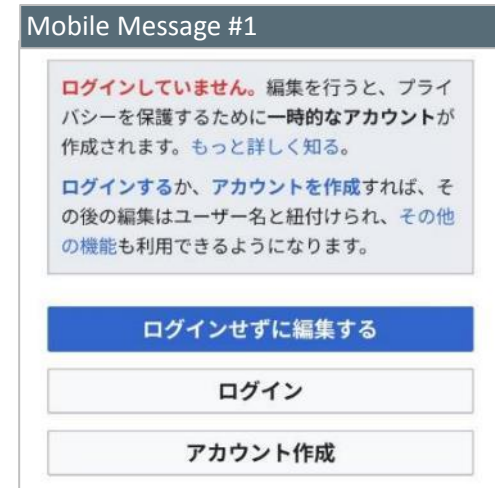 Mobile Message #1
ログインしていません。編集を行うと、プライ
バシーを保護するために一時的なアカウントが
作成されます。もっと詳しく知る。
ログインするか、アカウントを作成すれば、そ
の後の編集はユーザー名と紐付けられ、その他
の機能も利用できるようになります。
ログインせずに編集する
ログイン
アカウント作成